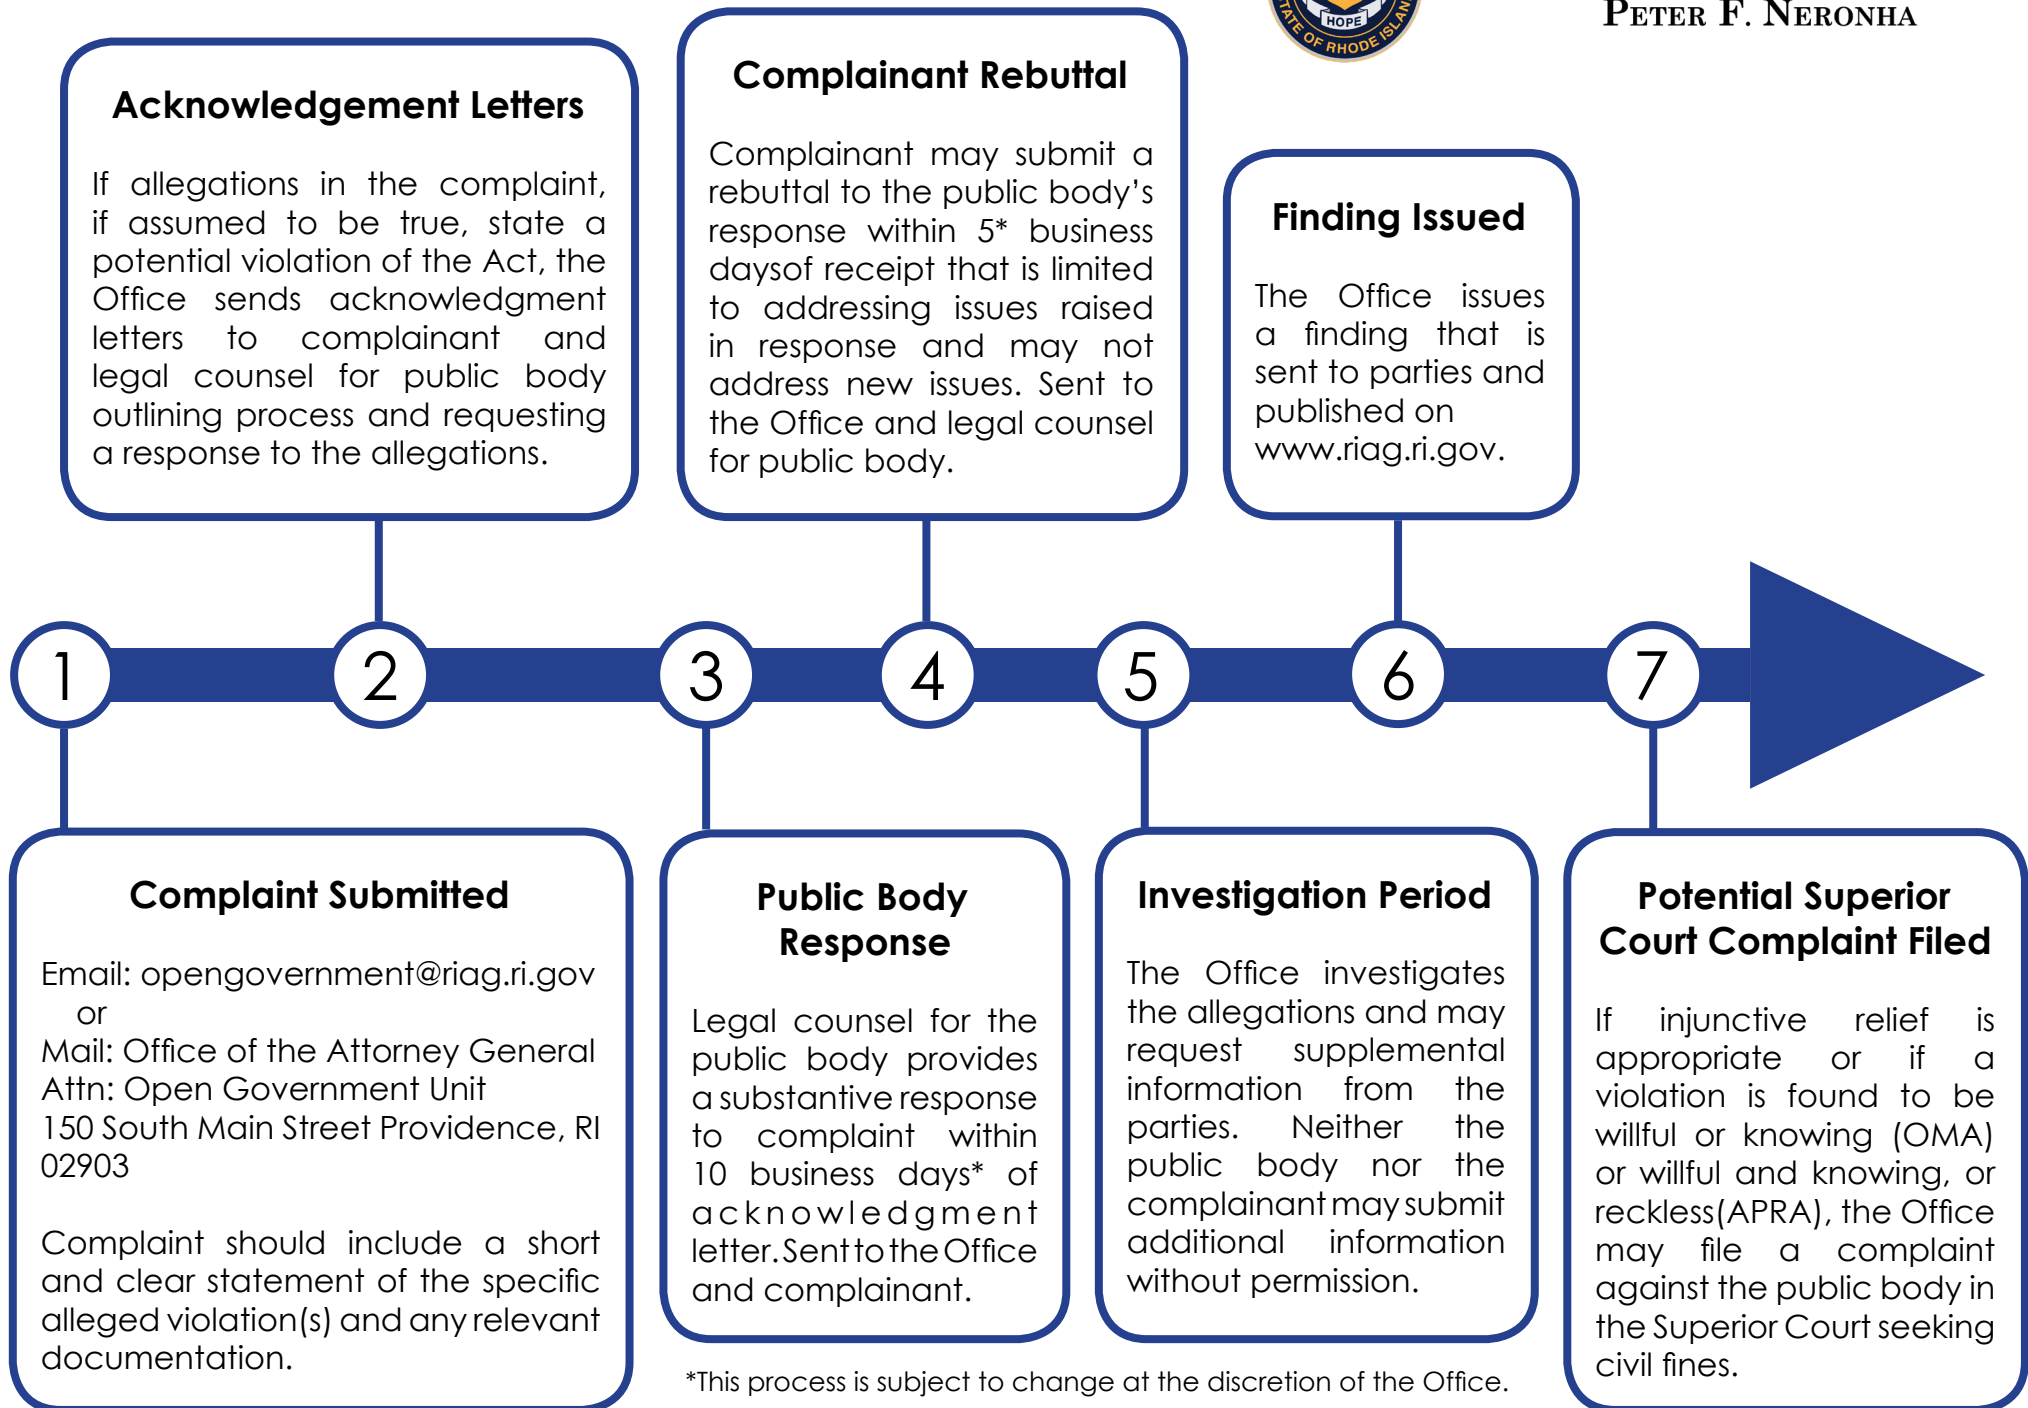 HOPE
STATE OF RHODE ISLAN
PETER F. NERONHA
Acknowledgement Letters
If allegations in the complaint,
if assumed to be true, state a
potential violation of the Act, the
Office sends acknowledgment
letters to complainant and
legal counsel for public body
outlining process and requesting
a response to the allegations.
Complainant Rebuttal
Complainant may submit a
rebuttal to the public body's
response within 5* business
daysof receipt that is limited
to addressing issues raised
in response and may not
address new issues. Sent to
the Office and legal counsel
for public body.
Finding Issued
The Office issues
a finding that is
sent to parties and
published on
www.riag.ri.gov.
1
2
3
4
5
6
7
Complaint Submitted
Email: opengovernment@riag.ri.gov
or
Mail: Office of the Attorney General
Attn: Open Government Unit
150 South Main Street Providence, RI
02903
Complaint should include a short
and clear statement of the specific
alleged violation(s) and any relevant
documentation.
Public Body
Response
Legal counsel for the
public body provides
a substantive response
to complaint within
10 business days* of
acknowledgment
letter. Sent to the Office
and complainant.
Investigation Period
The Office investigates
the allegations and may
request supplemental
information from the
parties. Neither the
public body nor the
complainant may submit
additional information
without permission.
Potential Superior
Court Complaint Filed
If injunctive relief is
appropriate or if a
violation is found to be
willful or knowing (OMA)
or willful and knowing, or
reckless(APRA), the Office
may file a complaint
against the public body in
the Superior Court seeking
civil fines.
*This process is subject to change at the discretion of the Office.